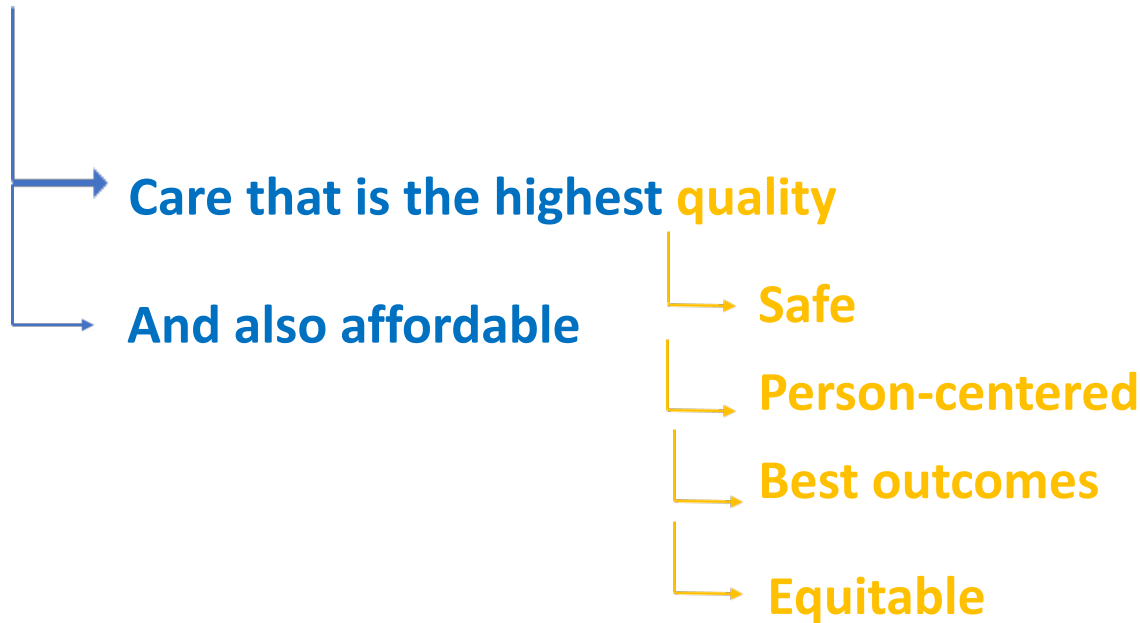 Care that is the highest quality
And also affordable
Safe
Person-centered
Best outcomes
Equitable